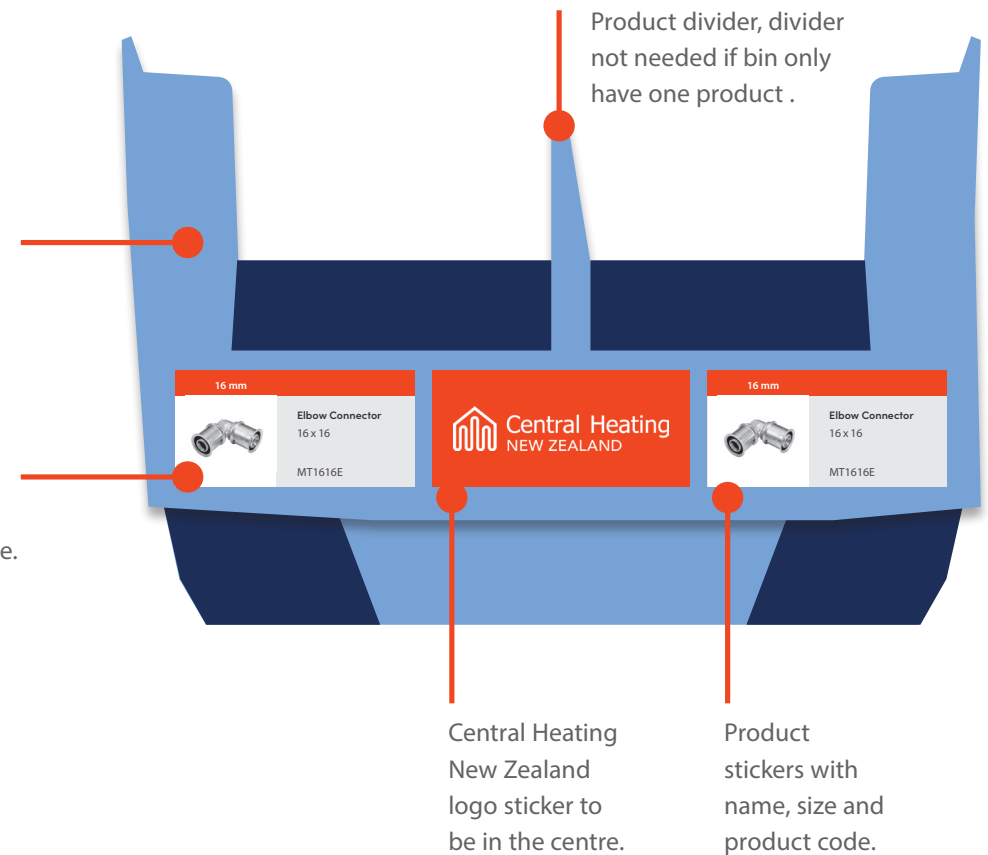 Product divider, divider
not needed if bin only
have one product .
16 mm
Elbow Connector
16 x 16
MT1616E
Central Heating
NEW ZEALAND
16 mm
Elbow Connector
16 x 16
MT1616E
e.
Central Heating
New Zealand
logo sticker to
be in the centre.
Product
stickers with
name, size and
product code.